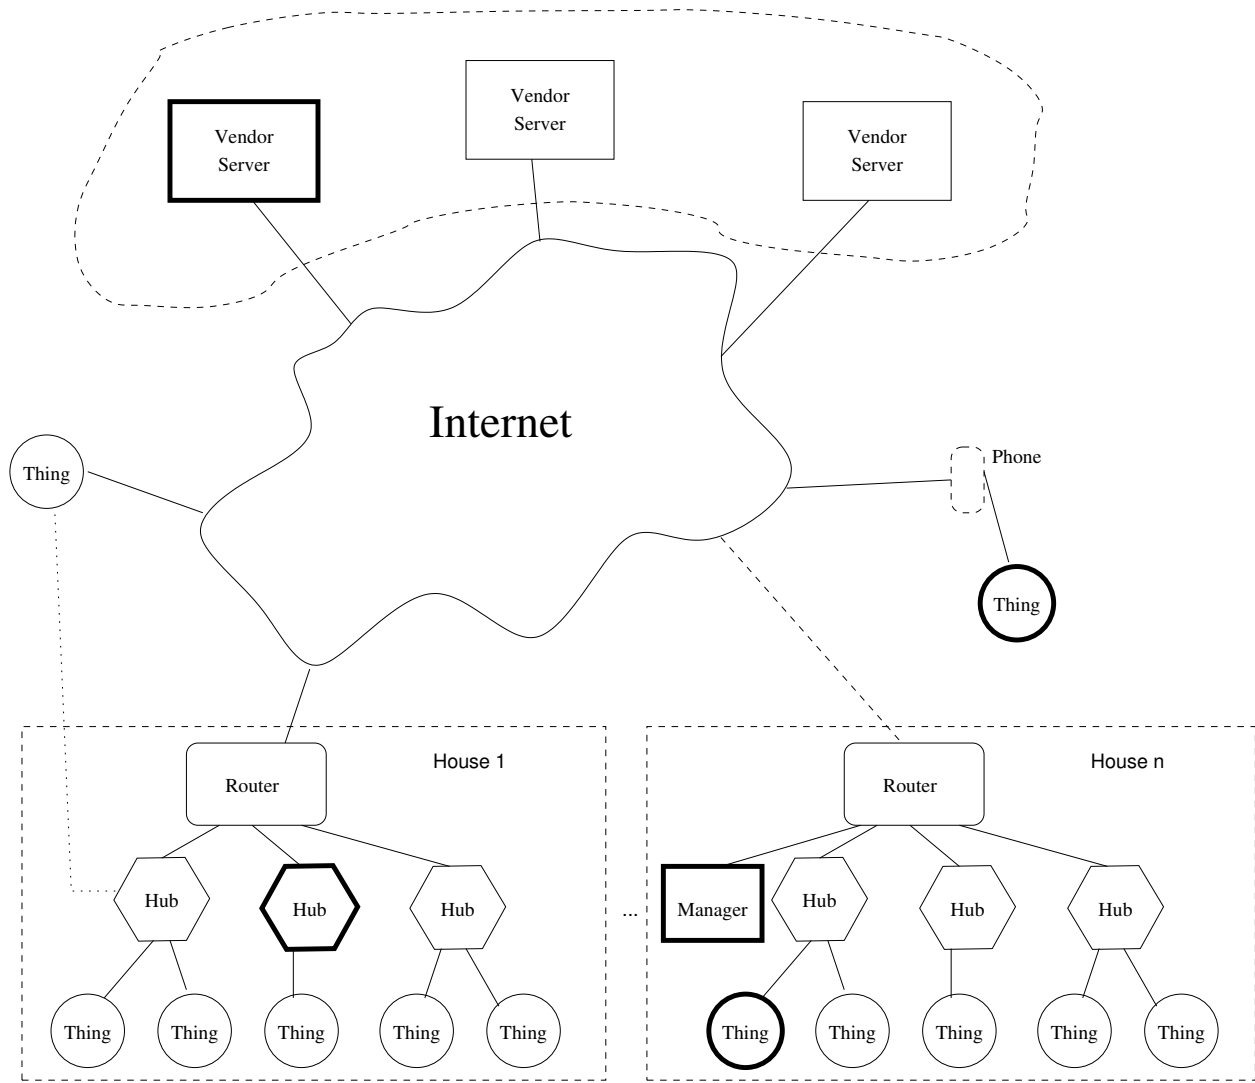 Vendor
Server
Vendor
Server
Vendor
Server
Internet
Thing
Phone
Thing
House 1
Router
Hub
Hub
Hub
Thing
Thing
Thing
Thing
Thing
...
House n
Router
Manager
Hub
Hub
Hub
Thing
Thing
Thing
Thing
Thing